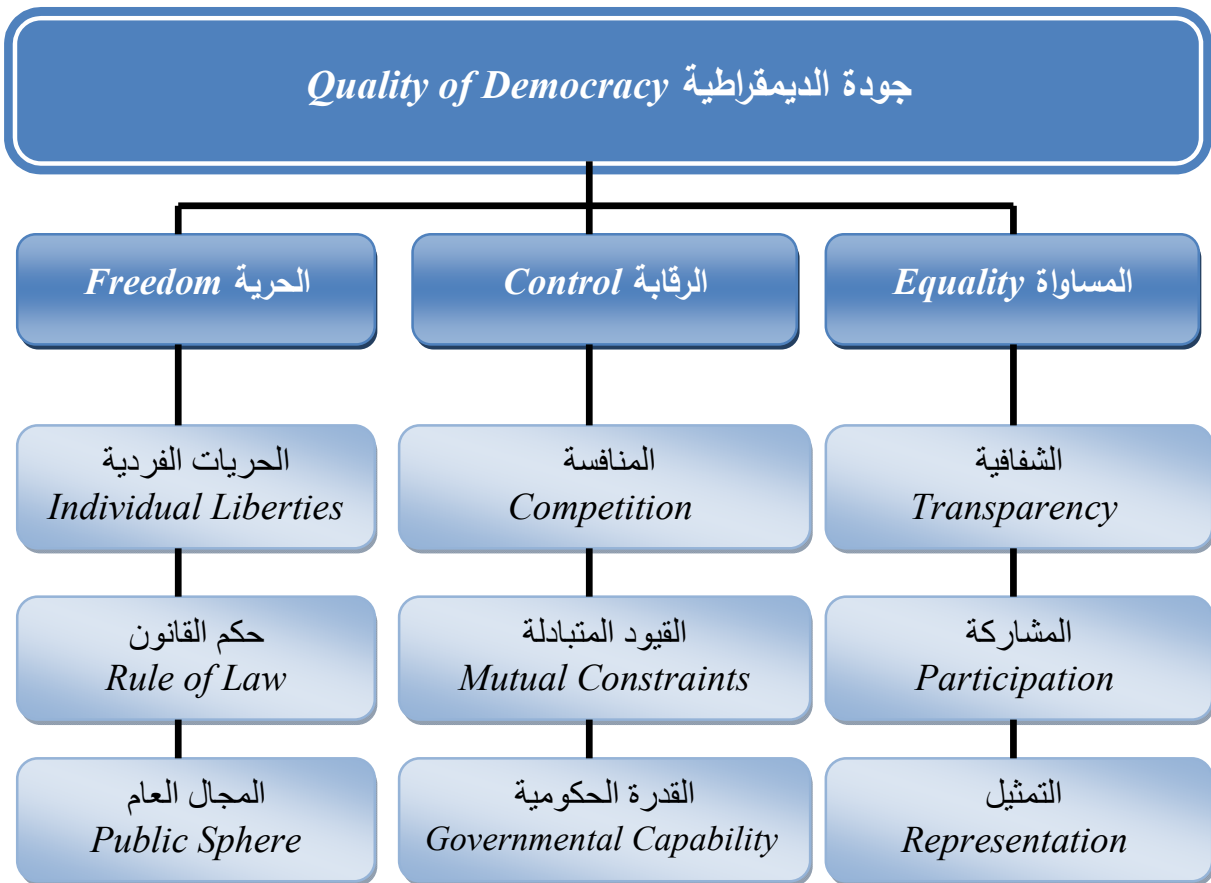 جودة الديمقراطية Quality of Democracy
الحرية Freedom
الرقابة Control
المساواة Equality
الحريات الفردية
Individual Liberties
المنافسة
Competition
الشفافية
Transparency
حكم القانون
Rule of Law
القيود المتبادلة
Mutual Constraints
المشاركة
Participation
المجال العام
Public Sphere
القدرة الحكومية
Governmental Capability
التمثيل
Representation